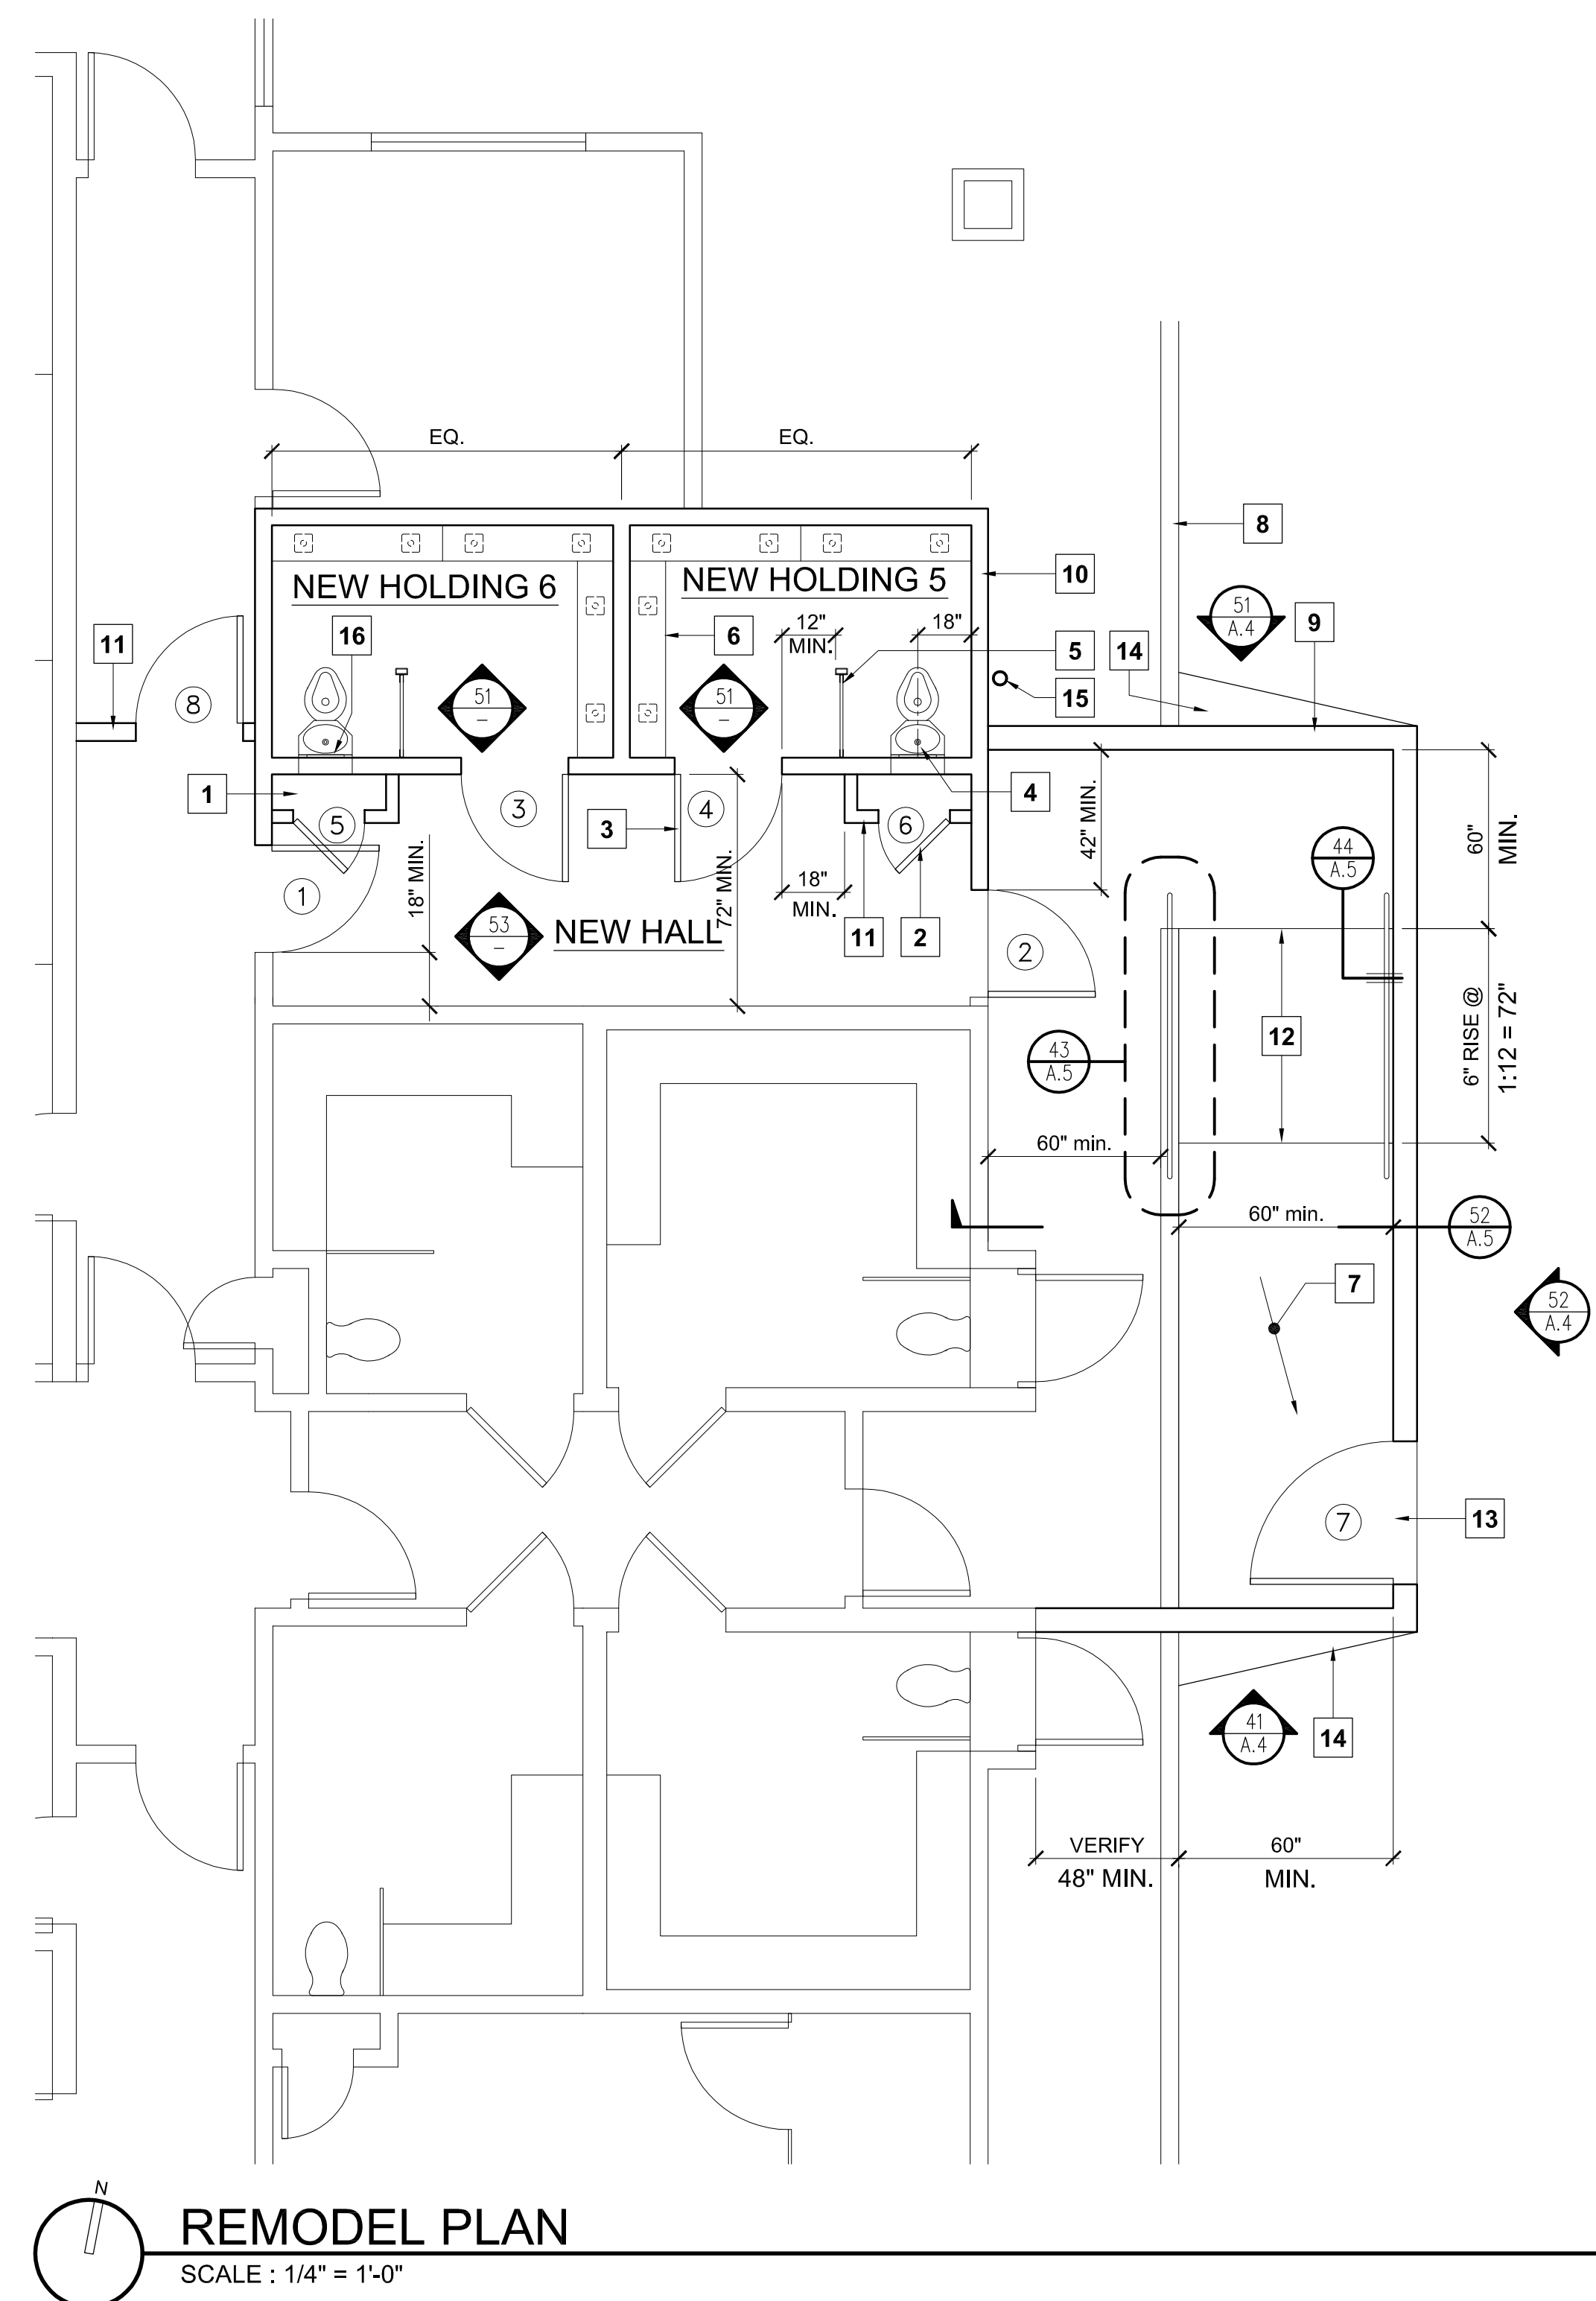 EQ.
EQ.
8
NEW HOLDING 6
NEW HOLDING 5
10
51
A.4
9
11
16
6
12"
MIN.
18"
5
14
15
8
51
–
51
–
1
5
3
3
4
6
4
42" MIN.
60"
MIN.
44
A.5
18" MIN.
72" MIN.
18"
MIN.
1
53
–
NEW HALL
11
2
2
12
6" RISE @
1:12 = 72"
43
A.5
60" min.
60" min.
52
A.5
7
52
A.4
7
13
41
A.4
14
VERIFY
48" MIN.
60"
MIN.
N
REMODEL PLAN
SCALE : 1/4" = 1'-0"